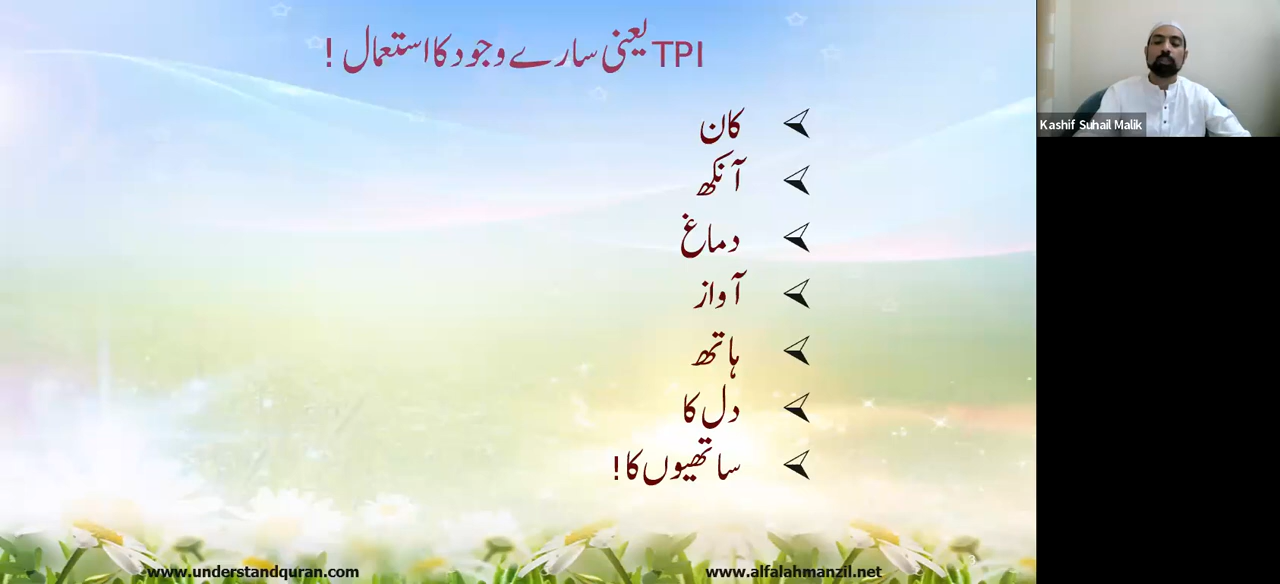 TPI یعنی سارے وجود کا استعمال !
کان
آنکھ
دماغ
آواز
ہاتھ
دل کا
ساتھیوں کا !
www.understandquran.com
www.alfalahmanzil.net
3
Kashif Suhail Malik